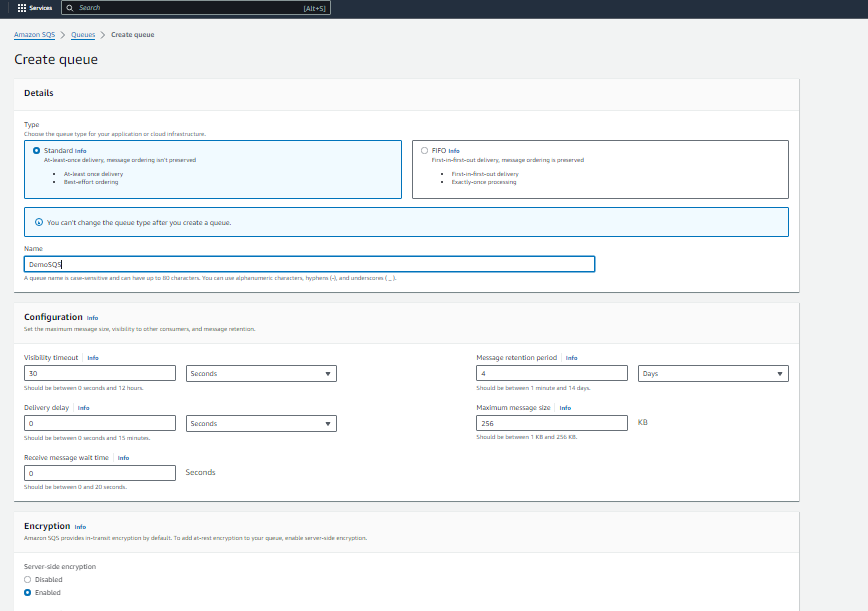 Services
Search [Alt+S]
Amazon SQS > Queues > Create queue
Create queue
Details
Type
Choose the queue type for your application or cloud infrastructure.
Standard Info
At-least-once delivery, message ordering isn't preserved
• At-least once delivery
• Best-effort ordering
FIFO Info
First-in-first-out delivery, message ordering is preserved
• First-in-first-out delivery
• Exactly-once processing
You can't change the queue type after you create a queue.
Name
DemoSQS
A queue name is case-sensitive and can have up to 80 characters. You can use alphanumeric characters, hyphens (-), and underscores ( _ ).
Configuration Info
Set the maximum message size, visibility to other consumers, and message retention.
Visibility timeout Info
30 Seconds
Should be between 0 seconds and 12 hours.
Message retention period Info
4 Days
Should be between 1 minute and 14 days.
Delivery delay Info
0 Seconds
Should be between 0 seconds and 15 minutes.
Maximum message size Info
256 KB
Should be between 1 KB and 256 KB.
Receive message wait time Info
0 Seconds
Should be between 0 and 20 seconds.
Encryption Info
Amazon SQS provides in-transit encryption by default. To add at-rest encryption to your queue, enable server-side encryption.
Server-side encryption
Disabled
Enabled